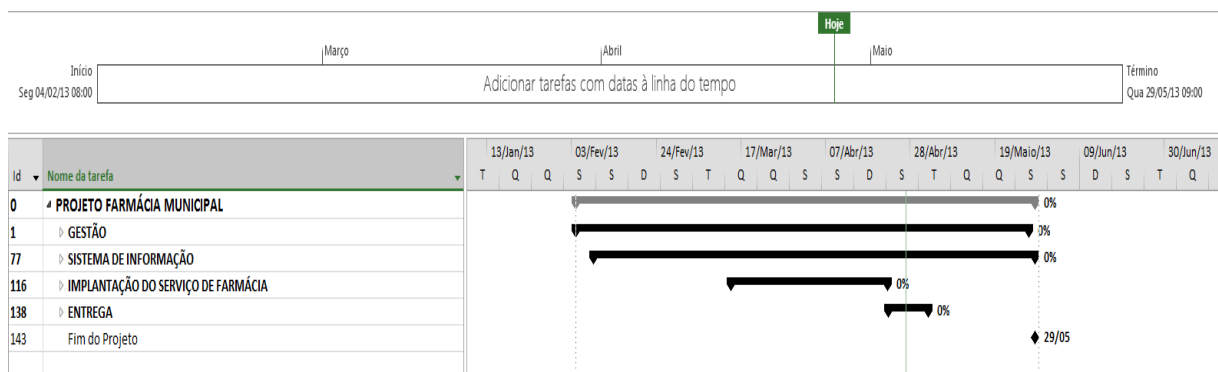 Hoje
Março Abril Maio
Início
Seg 04/02/13 08:00
Adicionar tarefas com datas à linha do tempo
Término
Qua 29/05/13 09:00
13/Jan/13 03/Fev/13 24/Fev/13 17/Mar/13 07/Abr/13 28/Abr/13 19/Maio/13 09/Jun/13 30/Jun/13
Id Nome da tarefa T Q Q S S D S T Q Q S S D S T Q Q S S D S T Q
0 PROJETO FARMÁCIA MUNICIPAL 0%
1 GESTÃO 0%
77 SISTEMA DE INFORMAÇÃO 0%
116 IMPLANTAÇÃO DO SERVIÇO DE FARMÁCIA 0%
138 ENTREGA 0%
143 Fim do Projeto 29/05